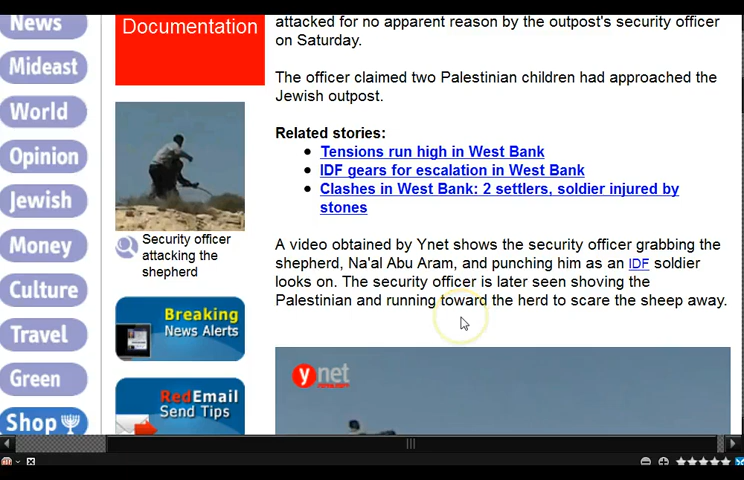 News
Mideast
World
Opinion
Jewish
Money
Culture
Travel
Green
Shop
Documentation
Security officer
attacking the
shepherd
Breaking
News Alerts
RedEmail
Send Tips
attacked for no apparent reason by the outpost's security officer
on Saturday.
The officer claimed two Palestinian children had approached the
Jewish outpost.
Related stories:
Tensions run high in West Bank
IDF gears for escalation in West Bank
Clashes in West Bank: 2 settlers, soldier injured by
stones
A video obtained by Ynet shows the security officer grabbing the
shepherd, Na'al Abu Aram, and punching him as an IDF soldier
looks on. The security officer is later seen shoving the
Palestinian and running toward the herd to scare the sheep away.
ynet